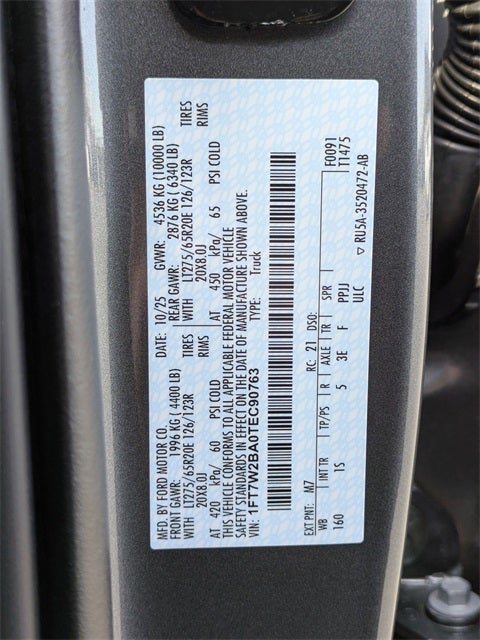 MFD. BY FORD MOTOR CO. DATE: 10/25 GVWR: 4536 KG (10000 LB)
FRONT GAWR: 1996 KG ( 4400 LB) REAR GAWR: 2876 KG ( 6340 LB)
WITH LT275/65R20E 126/123R TIRES WITH LT275/65R20E 126/123R TIRES
20X8.0J RIMS 20X8.0J RIMS
AT 420 kPa/ 60 PSI COLD AT 450 kPa/ 65 PSI COLD
THIS VEHICLE CONFORMS TO ALL APPLICABLE FEDERAL MOTOR VEHICLE
SAFETY STANDARDS IN EFFECT ON THE DATE OF MANUFACTURE SHOWN ABOVE.
VIN: 1FT7W2BA0TEC90763 TYPE: Truck
EXT PNT: M7 RC: 21 DSO: F0091
WB INT TR TP/PS R AXLE TR SPR T1475
160 1S 5 3E F PPJJ
ULC ▽ RU5A-3520472-AB